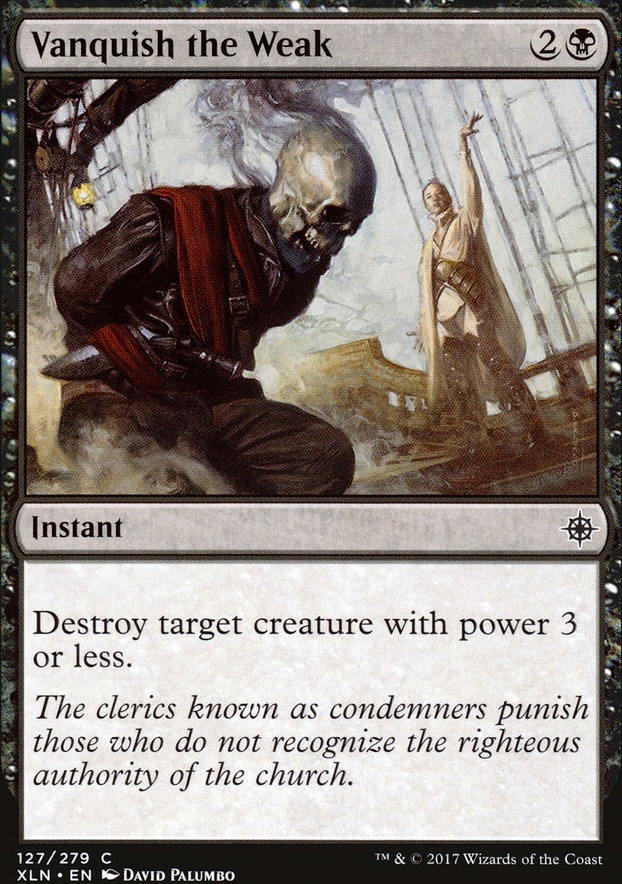 Vanquish the Weak 2
Instant
Destroy target creature with power 3
or less.
The clerics known as condemners punish
those who do not recognize the righteous
authority of the church.
127/279 C
XLN • EN DAVID PALUMBO
™ & © 2017 Wizards of the Coast